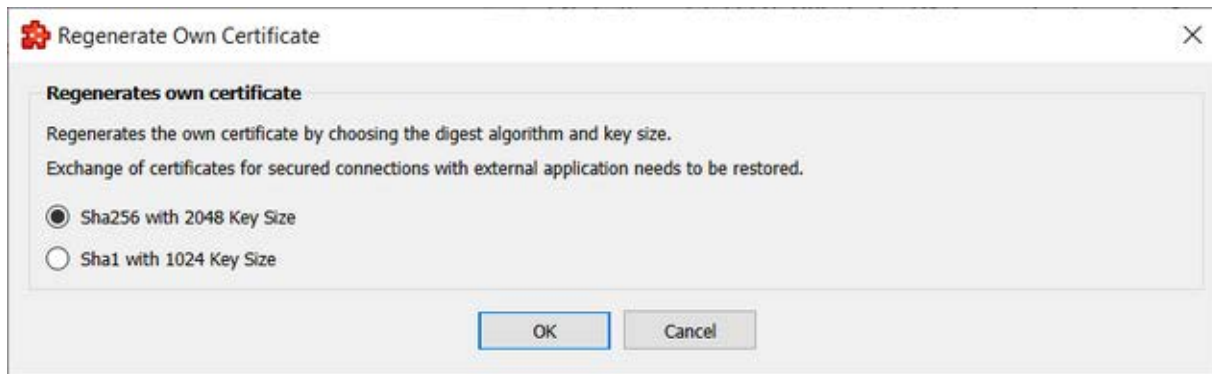 Regenerate Own Certificate
Regenerates own certificate
Regenerates the own certificate by choosing the digest algorithm and key size.
Exchange of certificates for secured connections with external application needs to be restored.
Sha256 with 2048 Key Size
Sha1 with 1024 Key Size
OK Cancel